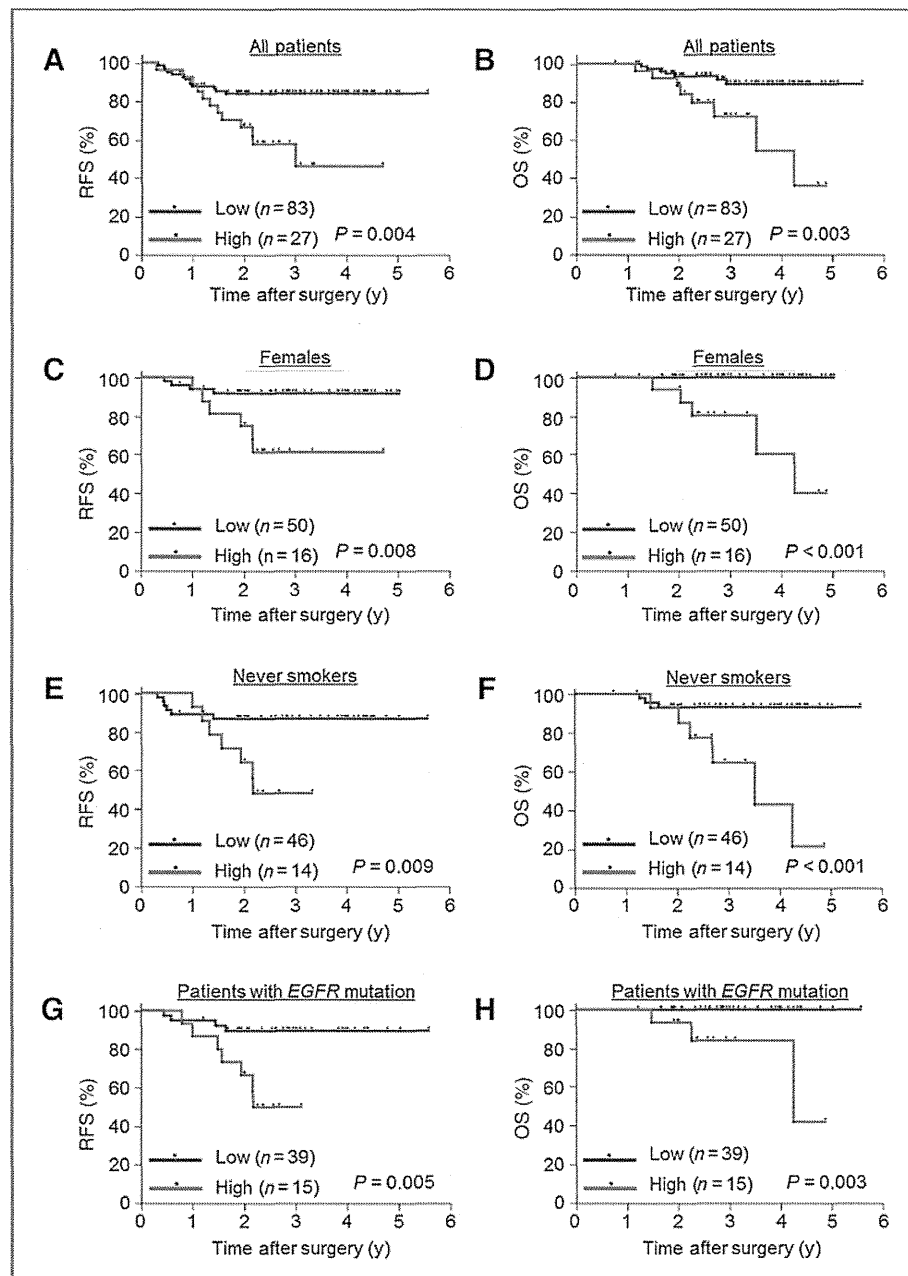 A
All patients
RFS (%)
100
80
60
40
20
0
Low (n = 83)
High (n = 27)
P = 0.004
0 1 2 3 4 5 6
Time after surgery (y)
B
All patients
OS (%)
100
80
60
40
20
0
Low (n = 83)
High (n = 27)
P = 0.003
0 1 2 3 4 5 6
Time after surgery (y)
C
Females
RFS (%)
100
80
60
40
20
0
Low (n = 50)
High (n = 16)
P = 0.008
0 1 2 3 4 5 6
Time after surgery (y)
D
Females
OS (%)
100
80
60
40
20
0
Low (n = 50)
High (n = 16)
P < 0.001
0 1 2 3 4 5 6
Time after surgery (y)
E
Never smokers
RFS (%)
100
80
60
40
20
0
Low (n = 46)
High (n = 14)
P = 0.009
0 1 2 3 4 5 6
Time after surgery (y)
F
Never smokers
OS (%)
100
80
60
40
20
0
Low (n = 46)
High (n = 14)
P < 0.001
0 1 2 3 4 5 6
Time after surgery (y)
G
Patients with EGFR mutation
RFS (%)
100
80
60
40
20
0
Low (n = 39)
High (n = 15)
P = 0.005
0 1 2 3 4 5 6
Time after surgery (y)
H
Patients with EGFR mutation
OS (%)
100
80
60
40
20
0
Low (n = 39)
High (n = 15)
P = 0.003
0 1 2 3 4 5 6
Time after surgery (y)